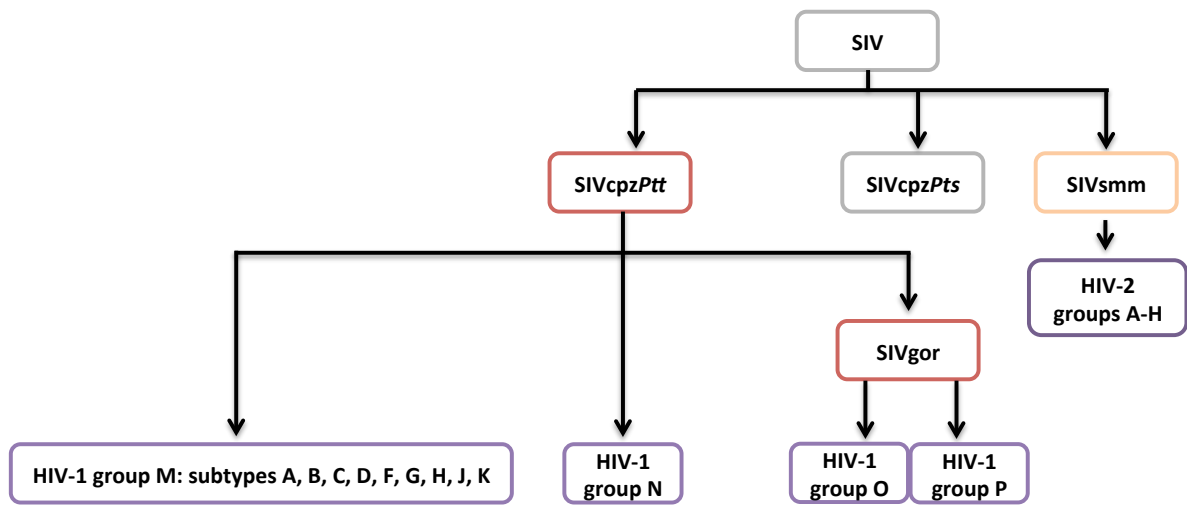 SIV
SIVcpzPtt
SIVcpzPts
SIVsmm
HIV-2
groups A-H
SIVgor
HIV-1 group M: subtypes A, B, C, D, F, G, H, J, K
HIV-1
group N
HIV-1
group O
HIV-1
group P